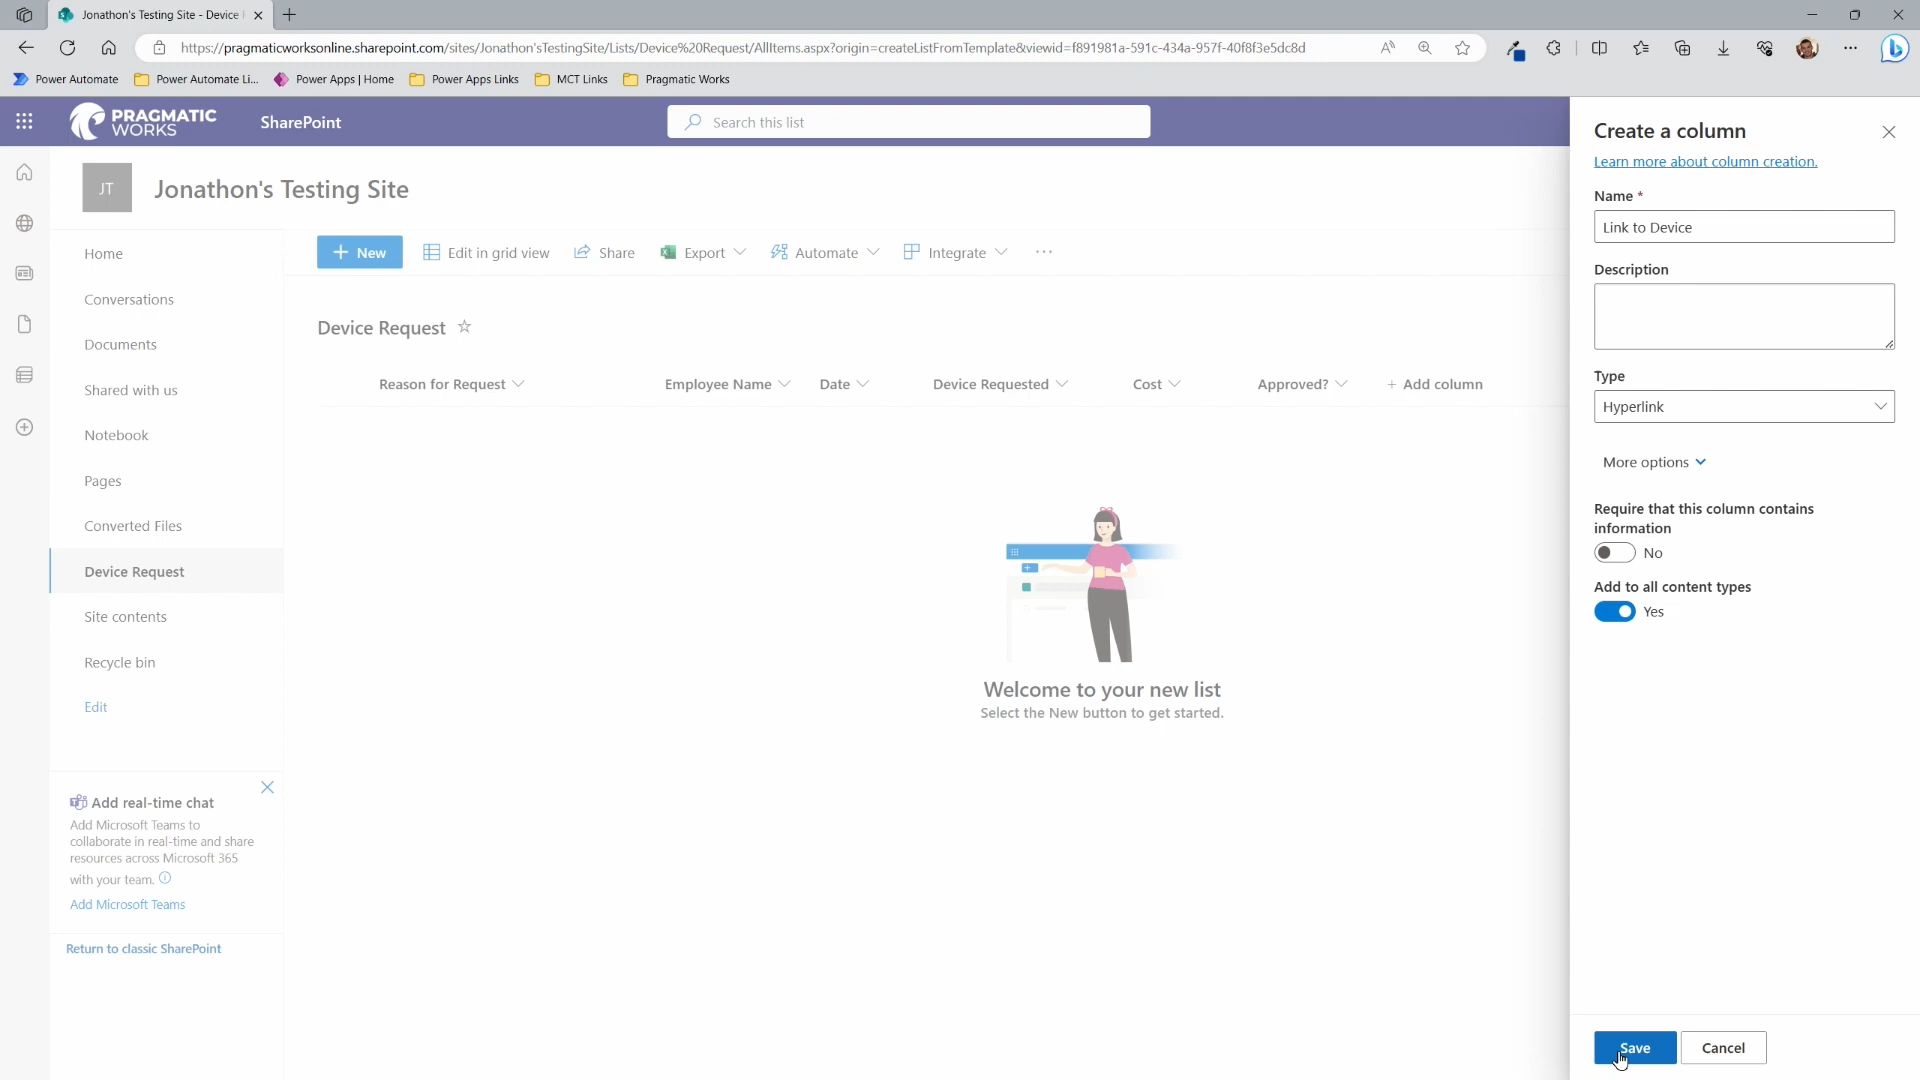 Jonathon's Testing Site - Device
https://pragmaticworksonline.sharepoint.com/sites/Jonathon'sTestingSite/Lists/Device%20Request/AllItems.aspx?origin=createListFromTemplate&viewid=f891981a-591c-434a-957f-40f8f3e5dc8d
Power Automate
Power Automate Li...
Power Apps | Home
Power Apps Links
MCT Links
Pragmatic Works
PRAGMATIC
WORKS
SharePoint
Search this list
JT
Jonathon's Testing Site
Home
Conversations
Documents
Shared with us
Notebook
Pages
Converted Files
Device Request
Site contents
Recycle bin
Edit
Add real-time chat
Add Microsoft Teams to
collaborate in real-time and share
resources across Microsoft 365
with your team.
Add Microsoft Teams
Return to classic SharePoint
+ New
Edit in grid view
Share
Export
Automate
Integrate
...
Device Request
Reason for Request
Employee Name
Date
Device Requested
Cost
Approved?
+ Add column
Welcome to your new list
Select the New button to get started.
Create a column
Learn more about column creation.
Name *
Link to Device
Description
Type
Hyperlink
More options
Require that this column contains
information
No
Add to all content types
Yes
Save
Cancel